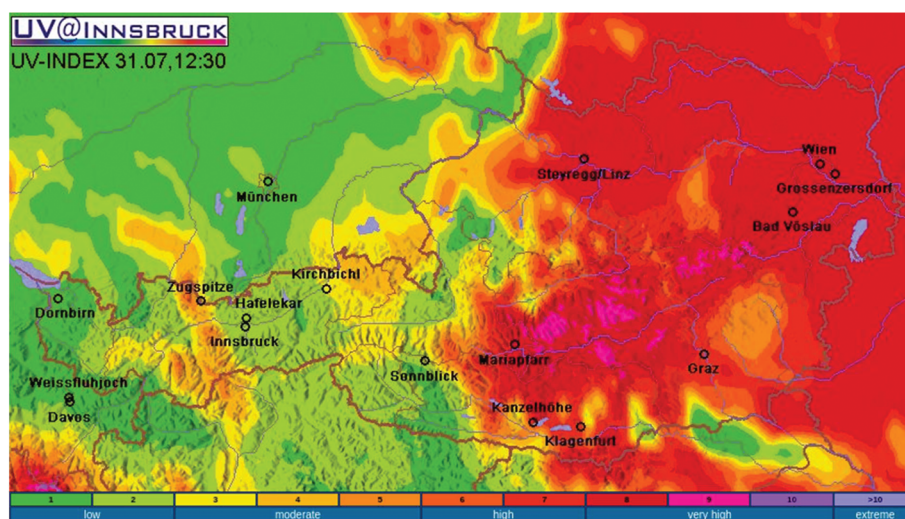 UV@INNSBRUCK
UV-INDEX 31.07,12:30
Wien
Steyregg/Linz
Grossenzersdorf
München
Bad Vöslau
Kirchbichl
Zugspitze
Dornbirn
Hafelekar
Innsbruck
Mariapfarr
Sonnblick
Graz
Weissfluhjoch
Davos
Kanzelhöhe
Klagenfurt
1 2 3 4 5 6 7 8 9 10 >10
low moderate high very high extreme